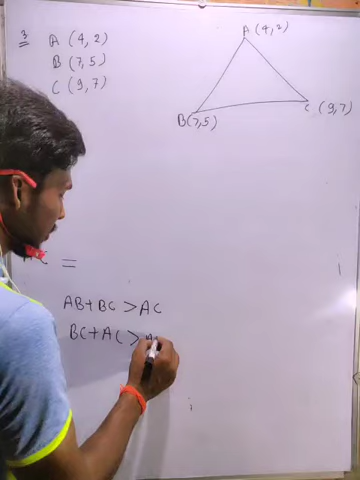 3 A (4, 2)
B (7, 5)
C (9, 7)
A (4, 2)
B(7,5)
C (9,7)
C =
AB+BC > AC
BC+AC >